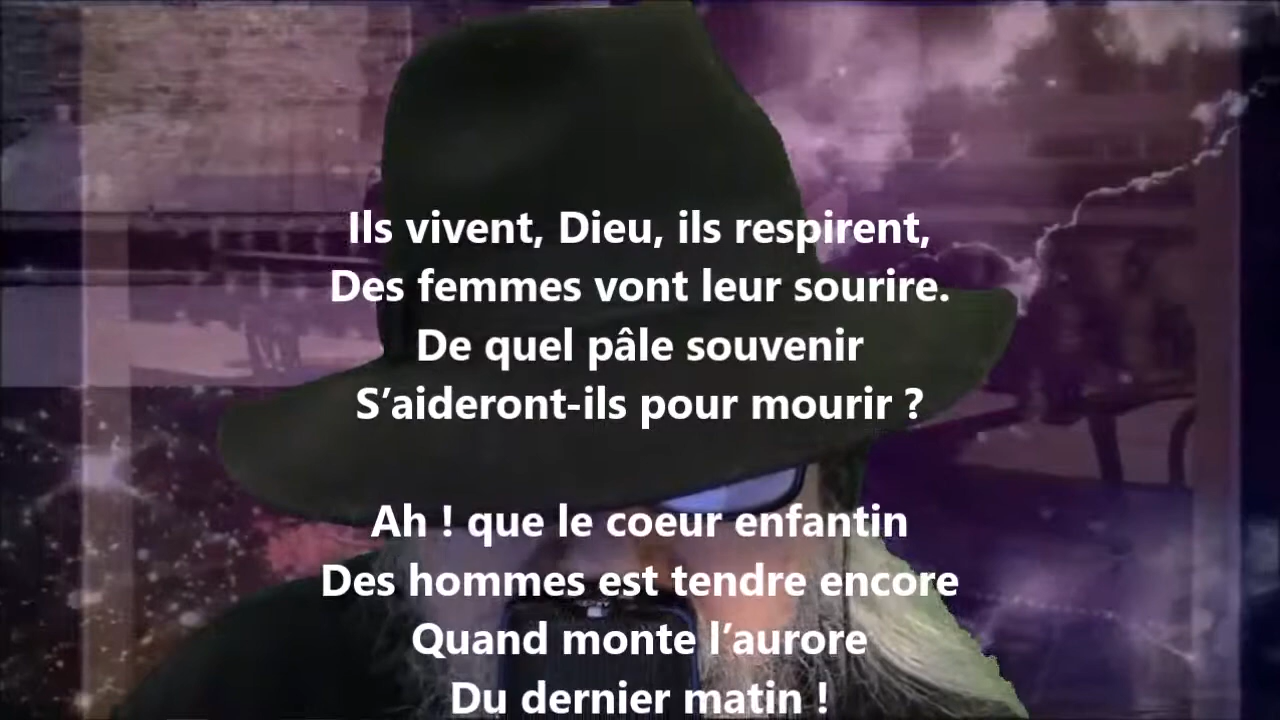 Ils vivent, Dieu, ils respirent,
Des femmes vont leur sourire.
De quel pâle souvenir
S’aideront-ils pour mourir ?
Ah ! que le coeur enfantin
Des hommes est tendre encore
Quand monte l’aurore
Du dernier matin !